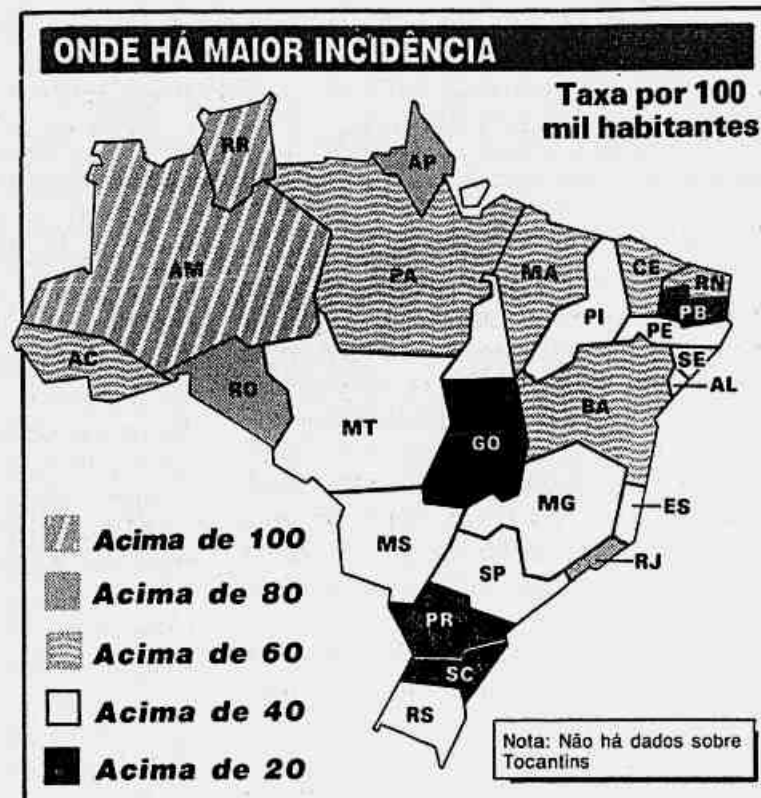 ONDE HÁ MAIOR INCIDÊNCIA
Taxa por 100
mil habitantes
RR
AP
AM
PA
MA
CE
RN
PB
PI
PE
AC
SE
RO
AL
BA
MT
GO
MG
ES
MS
SP
RJ
PR
SC
RS
Acima de 100
Acima de 80
Acima de 60
Acima de 40
Acima de 20
Nota: Não há dados sobre
Tocantins